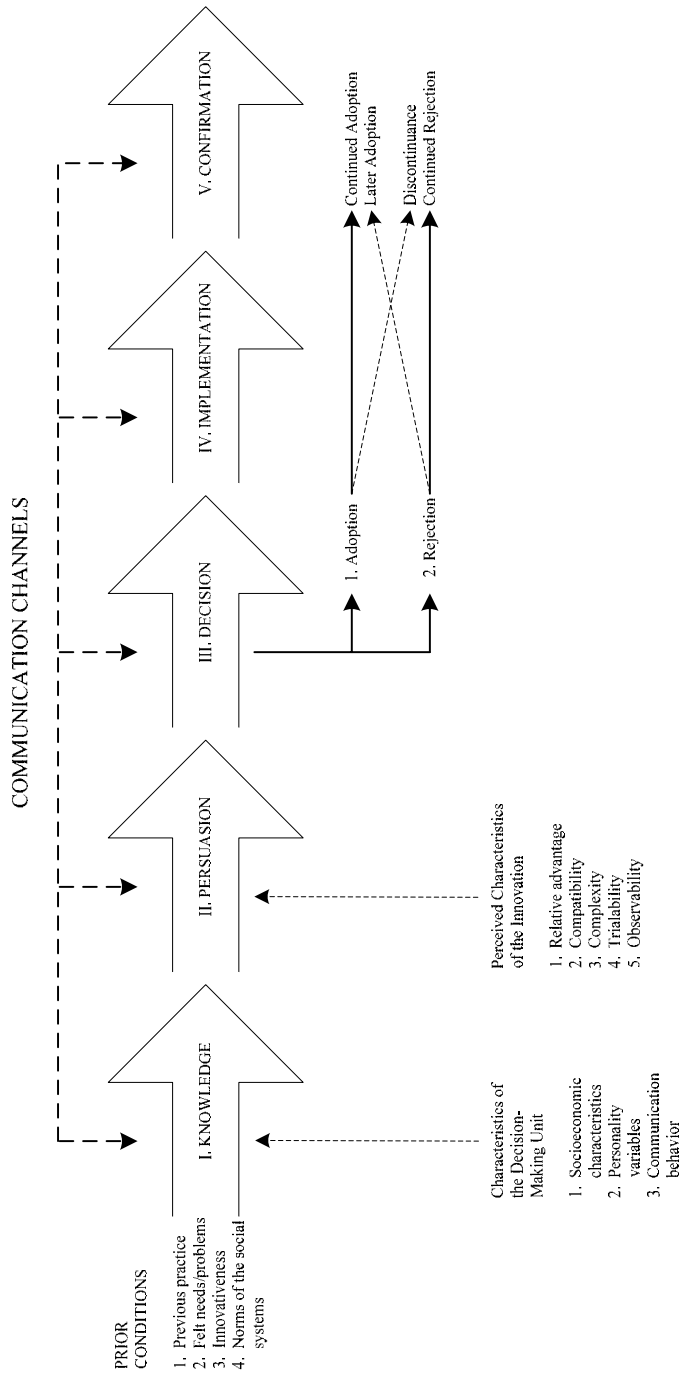 COMMUNICATION CHANNELS
PRIOR
CONDITIONS
1. Previous practice
2. Felt needs/problems
3. Innovativeness
4. Norms of the social
systems
I. KNOWLEDGE
II. PERSUASION
III. DECISION
IV. IMPLEMENTATION
V. CONFIRMATION
1. Adoption
2. Rejection
Continued Adoption
Later Adoption
Discontinuance
Continued Rejection
Characteristics of
the Decision-
Making Unit
1. Socioeconomic
characteristics
2. Personality
variables
3. Communication
behavior
Perceived Characteristics
of the Innovation
1. Relative advantage
2. Compatibility
3. Complexity
4. Trialability
5. Observability